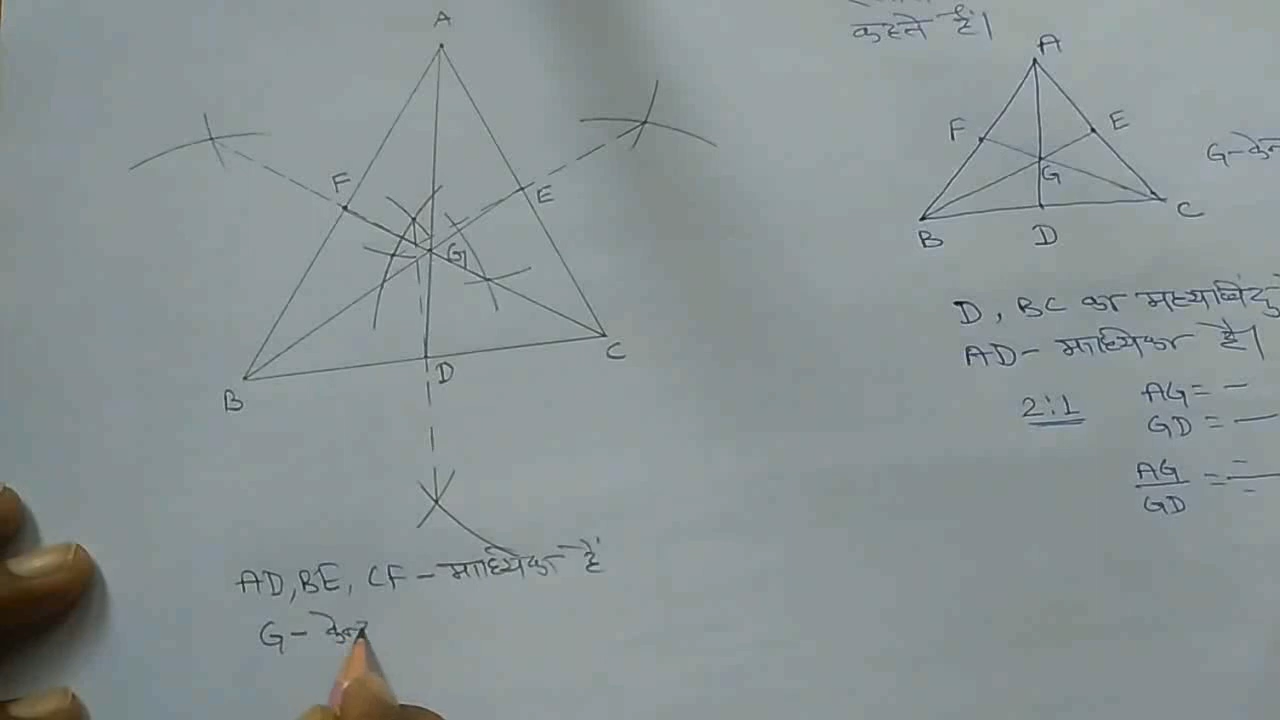 A
F
E
G
B
D
C
AD, BE, CF - माध्यिका हैं
G -
कहते हैं।
A
F
E
G
B
D
C
G -
D, BC का मध्यबिंदु
AD - माध्यिका है।
2:1
AG = -
GD = -
AG
GD
=